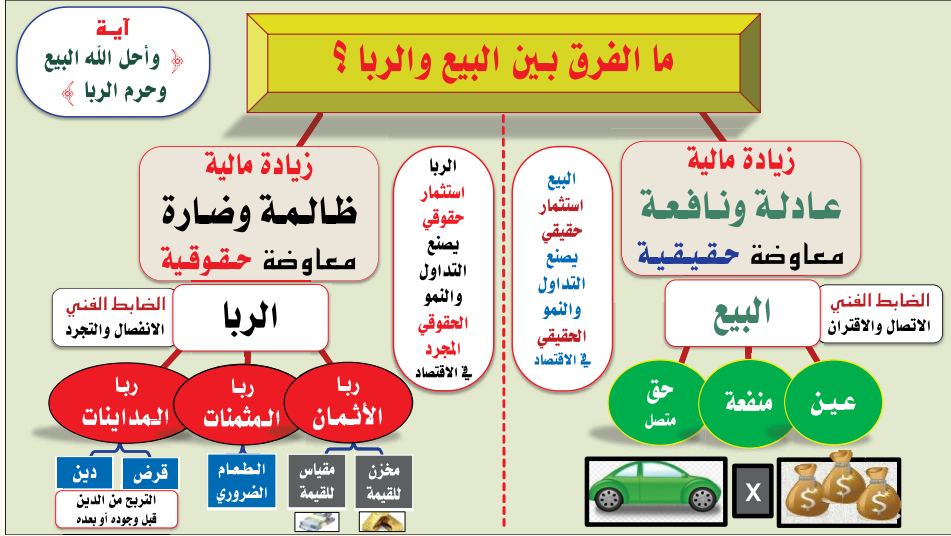 ما الفرق بين البيع والربا ؟
آية
﴿ وأحل الله البيع
وحرم الربا ﴾
زيادة مالية
عادلة ونافعة
معاوضة حقيقية
البيع
الضابط الفني
الاتصال والاقتران
عين
منفعة
حق
متصل
X
$
$
$
البيع
استثمار
حقيقي
يصنع
التداول
والنمو
الحقيقي
في الاقتصاد
الربا
استثمار
حقوقي
يصنع
التداول
والنمو
الحقوقي
المجرد
في الاقتصاد
زيادة مالية
ظالمة وضارة
معاوضة حقوقية
الربا
الضابط الفني
الانفصال والتجرد
ربا
الأثمان
ربا
المثمنات
ربا
المداينات
مخزن
للقيمة
مقياس
للقيمة
الطعام
الضروري
قرض
دين
التربح من الدين
قبل وجوده أو بعده